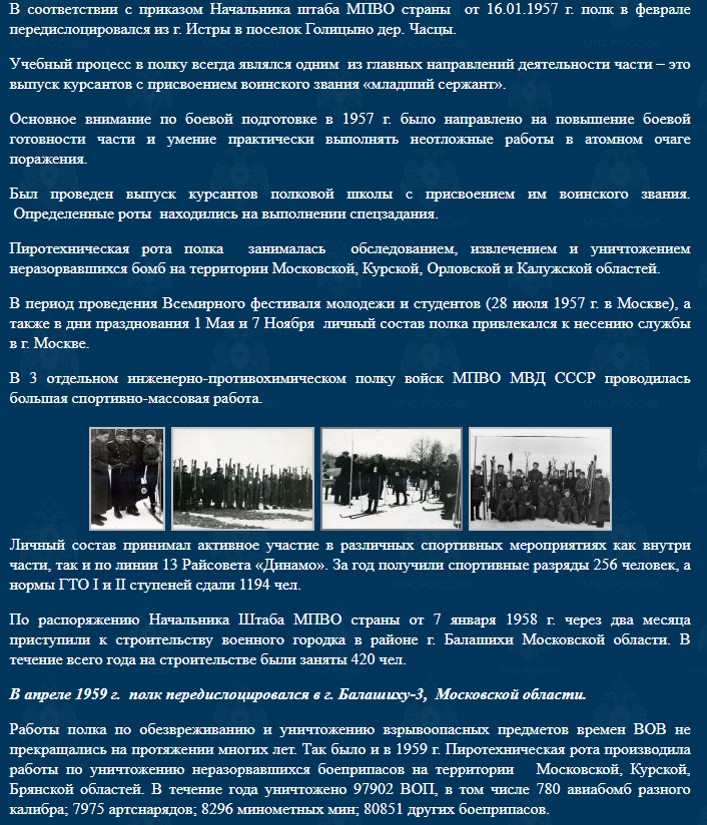 В соответствии с приказом Начальника штаба МПВО страны от 16.01.1957 г. полк в феврале
передислоцировался из г. Истры в поселок Голицыно дер. Часцы.
Учебный процесс в полку всегда являлся одним из главных направлений деятельности части – это
выпуск курсантов с присвоением воинского звания «младший сержант».
Основное внимание по боевой подготовке в 1957 г. было направлено на повышение боевой
готовности части и умение практически выполнять неотложные работы в атомном очаге
поражения.
Был проведен выпуск курсантов полковой школы с присвоением им воинского звания.
Определенные роты находились на выполнении спецзадания.
Пиротехническая рота полка занималась обследованием, извлечением и уничтожением
неразорвавшихся бомб на территории Московской, Курской, Орловской и Калужской областей.
В период проведения Всемирного фестиваля молодежи и студентов (28 июля 1957 г. в Москве), а
также в дни празднования 1 Мая и 7 Ноября личный состав полка привлекался к несению службы
в г. Москве.
В 3 отдельном инженерно-противохимическом полку войск МПВО МВД СССР проводилась
большая спортивно-массовая работа.
Личный состав принимал активное участие в различных спортивных мероприятиях как внутри
части, так и по линии 13 Райсовета «Динамо». За год получили спортивные разряды 256 человек, а
нормы ГТО I и II ступеней сдали 1194 чел.
По распоряжению Начальника Штаба МПВО страны от 7 января 1958 г. через два месяца
приступили к строительству военного городка в районе г. Балашихи Московской области. В
течение всего года на строительстве были заняты 420 чел.
В апреле 1959 г. полк передислоцировался в г. Балашиху-3, Московской области.
Работы полка по обезвреживанию и уничтожению взрывоопасных предметов времен ВОВ не
прекращались на протяжении многих лет. Так было и в 1959 г. Пиротехническая рота производила
работы по уничтожению неразорвавшихся боеприпасов на территории Московской, Курской,
Брянской областей. В течение года уничтожено 97902 ВОП, в том числе 780 авиабомб разного
калибра; 7975 артснарядов; 8296 минометных мин; 80851 других боеприпасов.